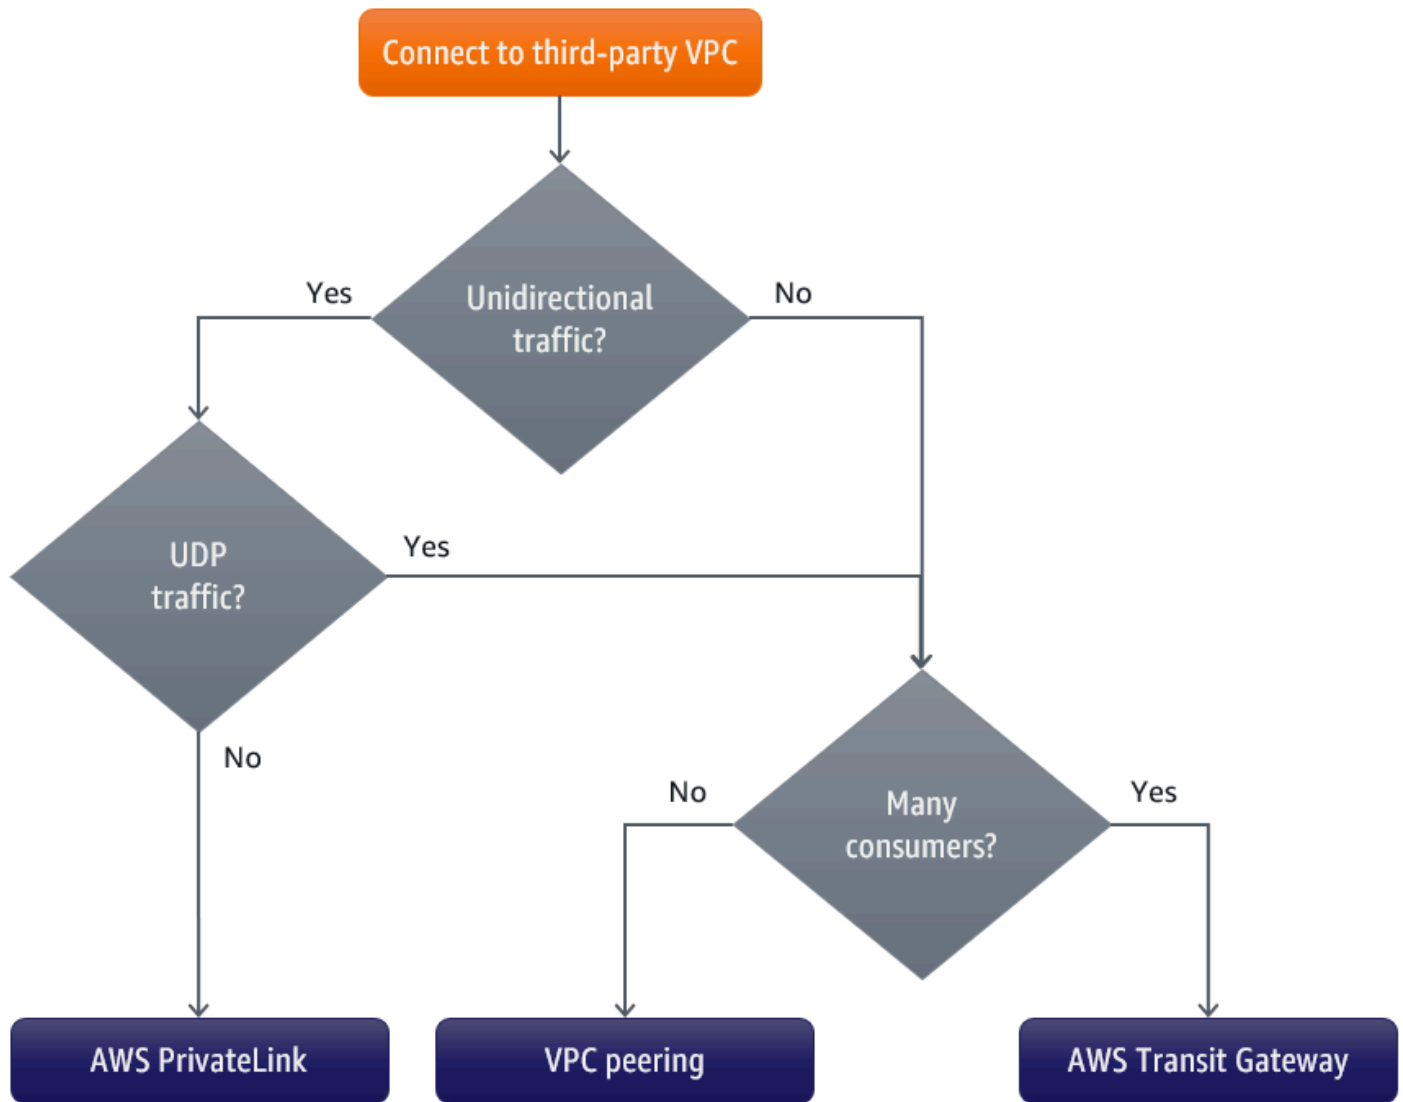 Connect to third-party VPC
Yes
Unidirectional
traffic?
No
UDP
traffic?
Yes
No
No
Many
consumers?
Yes
AWS PrivateLink
VPC peering
AWS Transit Gateway